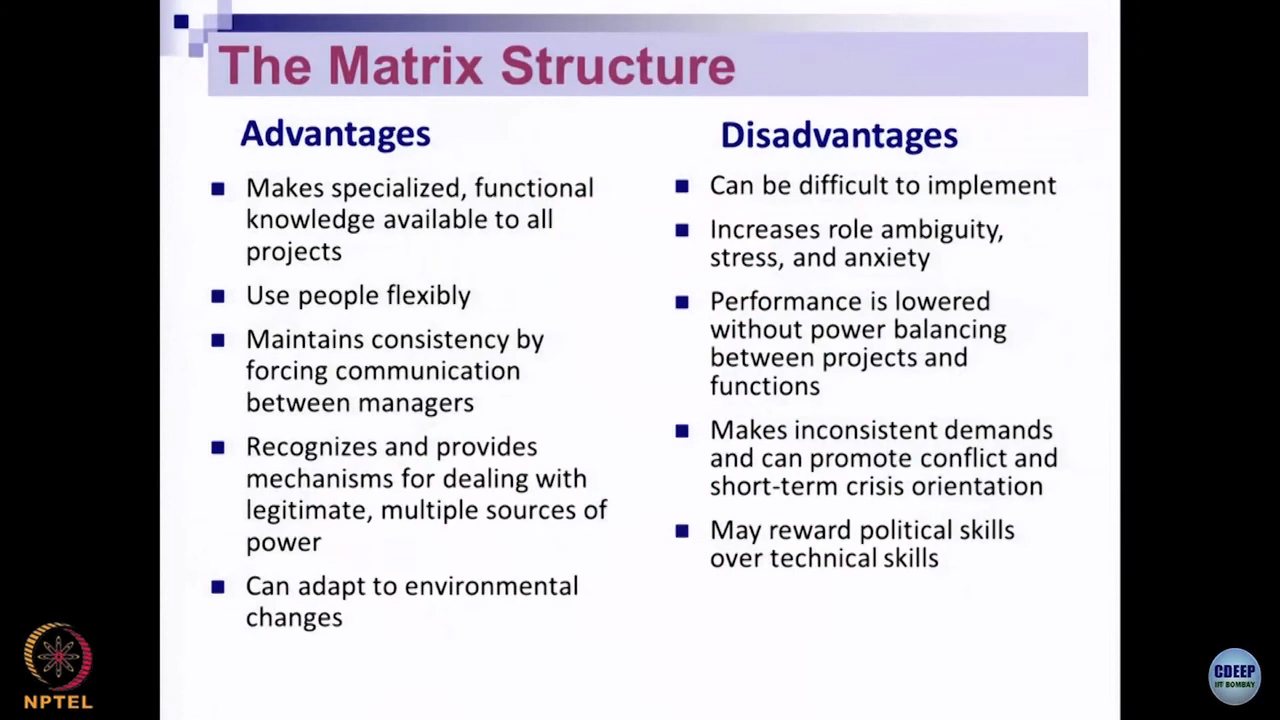 The Matrix Structure
Advantages
Makes specialized, functional
knowledge available to all
projects
Use people flexibly
Maintains consistency by
forcing communication
between managers
Recognizes and provides
mechanisms for dealing with
legitimate, multiple sources of
power
Can adapt to environmental
changes
Disadvantages
Can be difficult to implement
Increases role ambiguity,
stress, and anxiety
Performance is lowered
without power balancing
between projects and
functions
Makes inconsistent demands
and can promote conflict and
short-term crisis orientation
May reward political skills
over technical skills
NPTEL
CDEEP
IIT BOMBAY